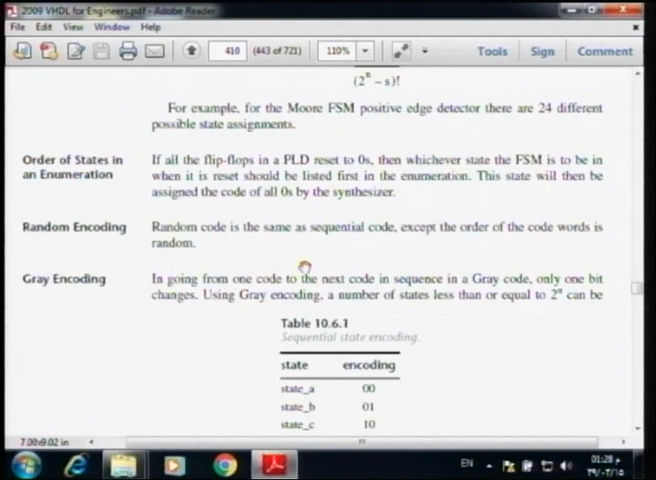 2009 VHDL for Engineers.pdf - Adobe Reader
File Edit View Window Help
410 (443 of 721) 110% Tools Sign Comment
(2ⁿ – s)!
For example, for the Moore FSM positive edge detector there are 24 different
possible state assignments.
Order of States in
an Enumeration
If all the flip-flops in a PLD reset to 0s, then whichever state the FSM is to be in
when it is reset should be listed first in the enumeration. This state will then be
assigned the code of all 0s by the synthesizer.
Random Encoding
Random code is the same as sequential code, except the order of the code words is
random.
Gray Encoding
In going from one code to the next code in sequence in a Gray code, only one bit
changes. Using Gray encoding, a number of states less than or equal to 2ⁿ can be
Table 10.6.1
Sequential state encoding.
state encoding
state_a 00
state_b 01
state_c 10
7.00x9.02 in
EN
01:28 م